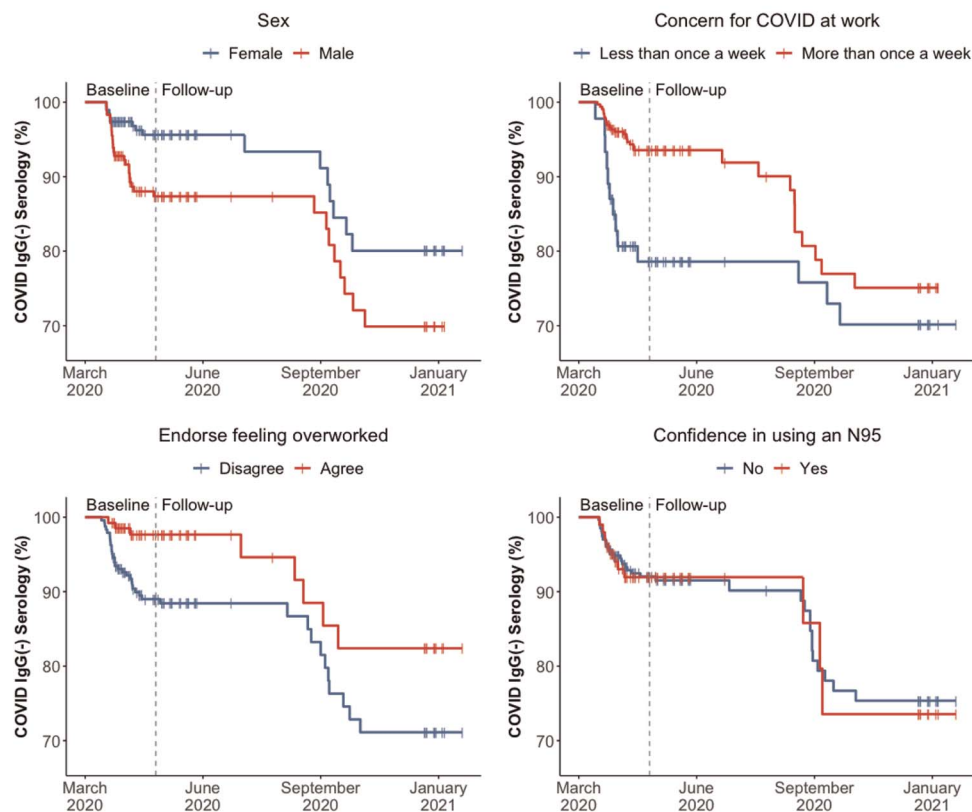 Sex
Female Male
Baseline Follow-up
COVID IgG(-) Serology (%)
100
90
80
70
March 2020
June 2020
September 2020
January 2021
Concern for COVID at work
Less than once a week More than once a week
Baseline Follow-up
COVID IgG(-) Serology (%)
100
90
80
70
March 2020
June 2020
September 2020
January 2021
Endorse feeling overworked
Disagree Agree
Baseline Follow-up
COVID IgG(-) Serology (%)
100
90
80
70
March 2020
June 2020
September 2020
January 2021
Confidence in using an N95
No Yes
Baseline Follow-up
COVID IgG(-) Serology (%)
100
90
80
70
March 2020
June 2020
September 2020
January 2021